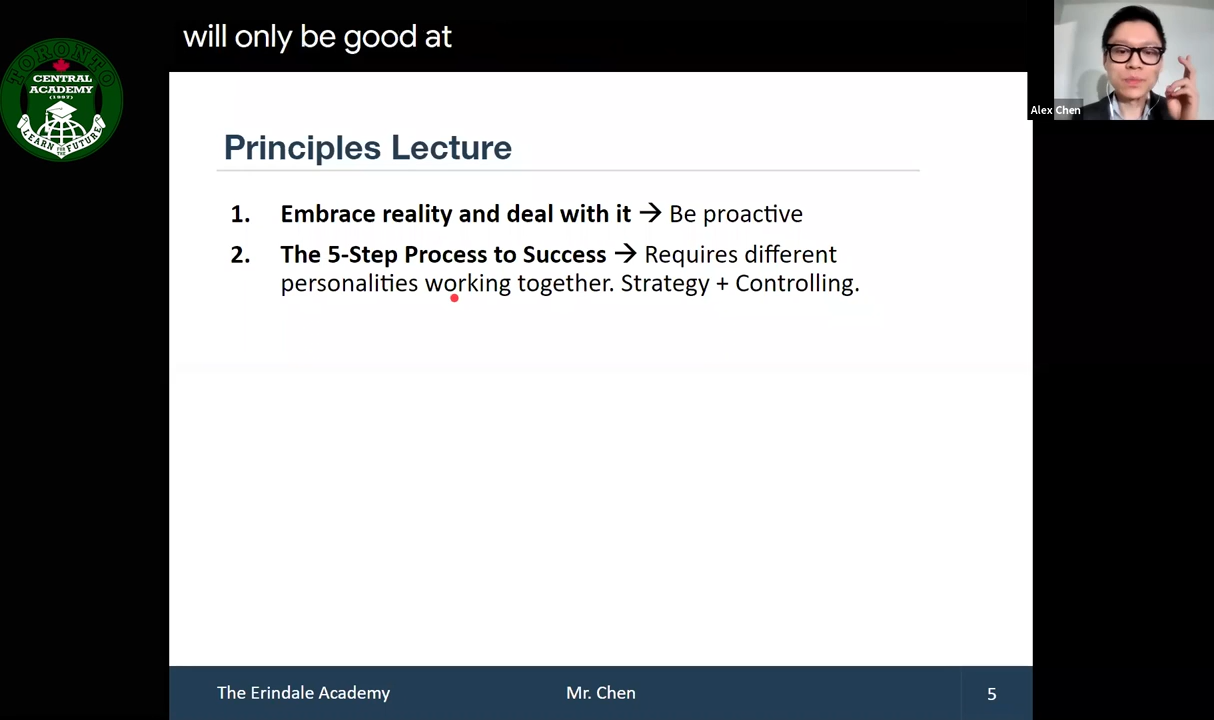 will only be good at
TORONTO
CENTRAL
ACADEMY
(1997)
LEARN FOR THE FUTURE
Alex Chen
Principles Lecture
1. Embrace reality and deal with it → Be proactive
2. The 5-Step Process to Success → Requires different
personalities working together. Strategy + Controlling.
The Erindale Academy
Mr. Chen
5